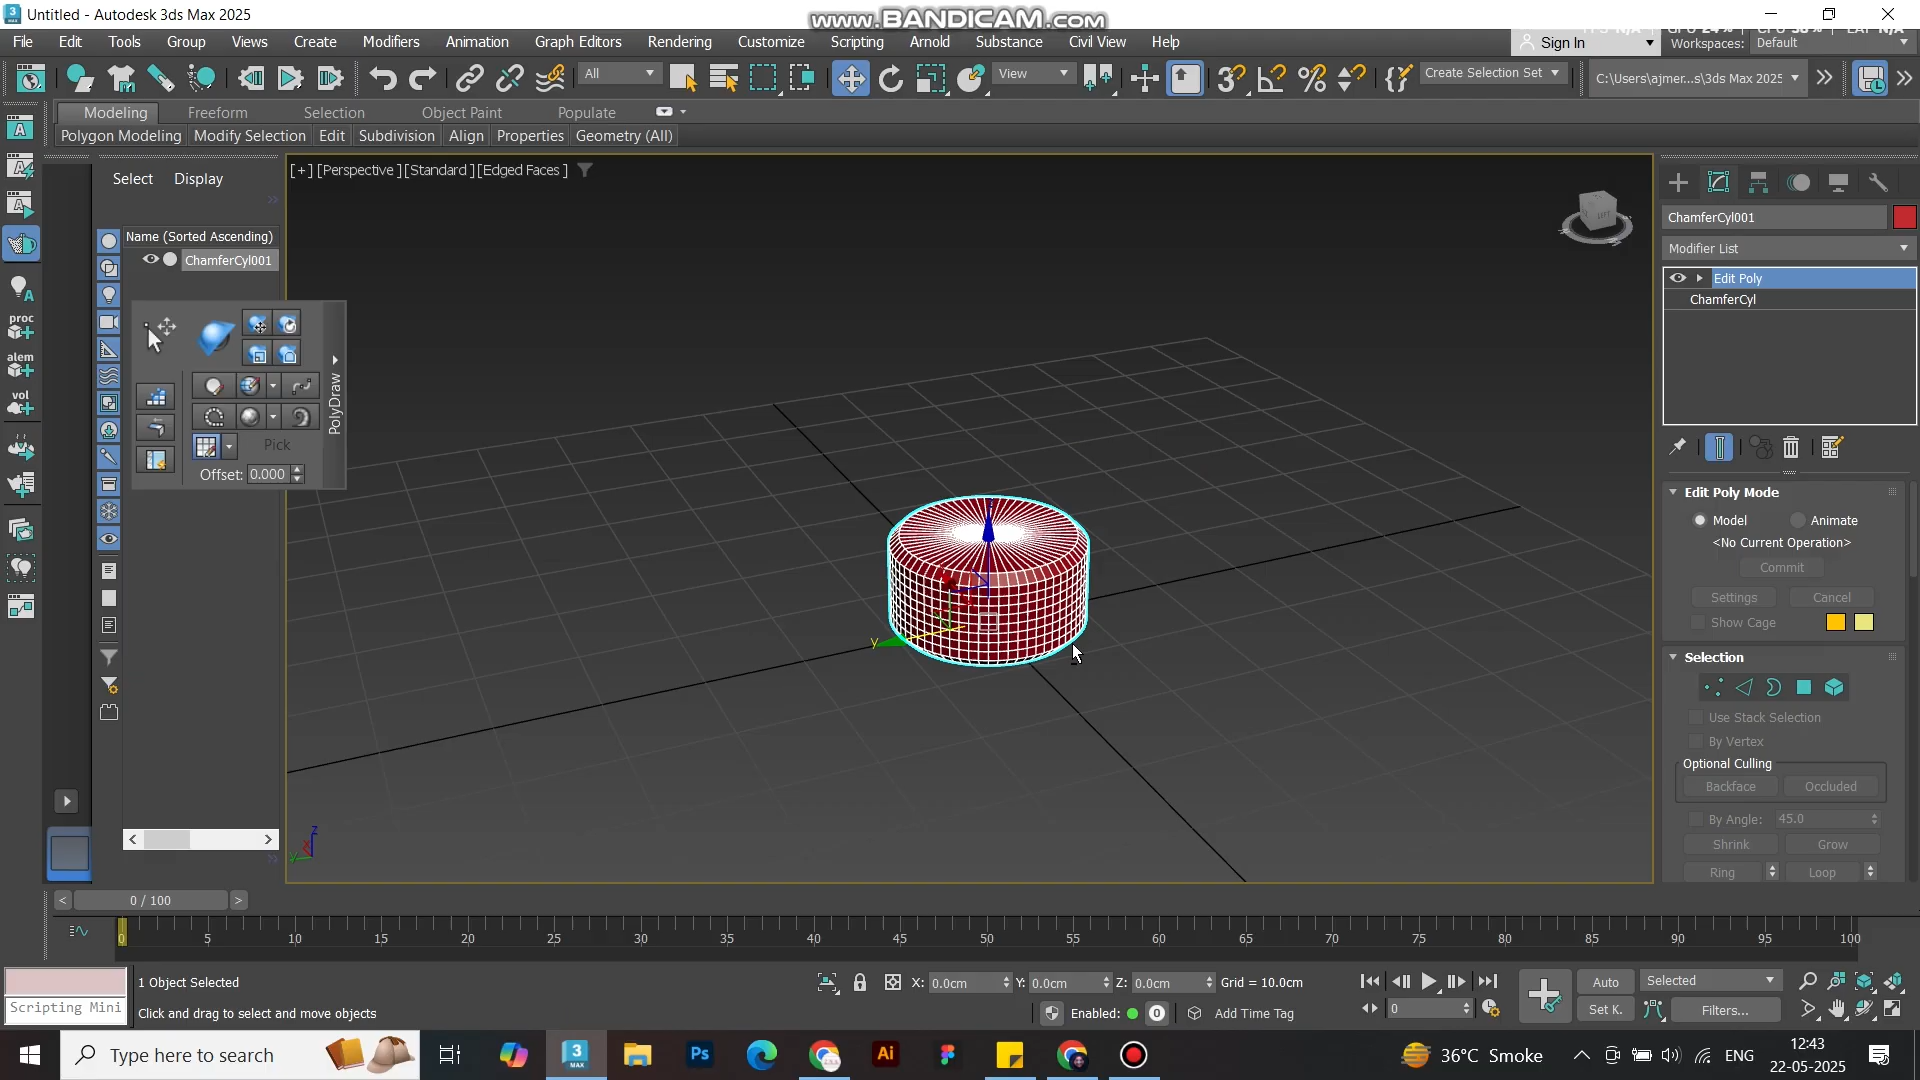 Untitled - Autodesk 3ds Max 2025
www.BANDICAM.com
File Edit Tools Group Views Create Modifiers Animation Graph Editors Rendering Customize Scripting Arnold Substance Civil View Help
Sign In
Workspaces: Default
All
View
Create Selection Set
C:\Users\ajmer...s\3ds Max 2025
Modeling Freeform Selection Object Paint Populate
Polygon Modeling Modify Selection Edit Subdivision Align Properties Geometry (All)
Select Display
[+] [Perspective ] [Standard ] [Edged Faces ]
Name (Sorted Ascending)
ChamferCyl001
ChamferCyl001
Modifier List
Edit Poly
ChamferCyl
proc
alem
vol
PolyDraw
Pick
Offset: 0.000
Edit Poly Mode
Model Animate
<No Current Operation>
Commit
Settings Cancel
Show Cage
Selection
Use Stack Selection
By Vertex
Optional Culling
Backface Occluded
By Angle: 45.0
Shrink Grow
Ring Loop
y
z
x
y
0 / 100
0 5 10 15 20 25 30 35 40 45 50 55 60 65 70 75 80 85 90 95 100
1 Object Selected
X: 0.0cm Y: 0.0cm Z: 0.0cm Grid = 10.0cm
Auto Selected
Scripting Mini
Click and drag to select and move objects
Enabled: 0 Add Time Tag
0
Set K. Filters...
Type here to search
36°C Smoke
ENG
12:43
22-05-2025